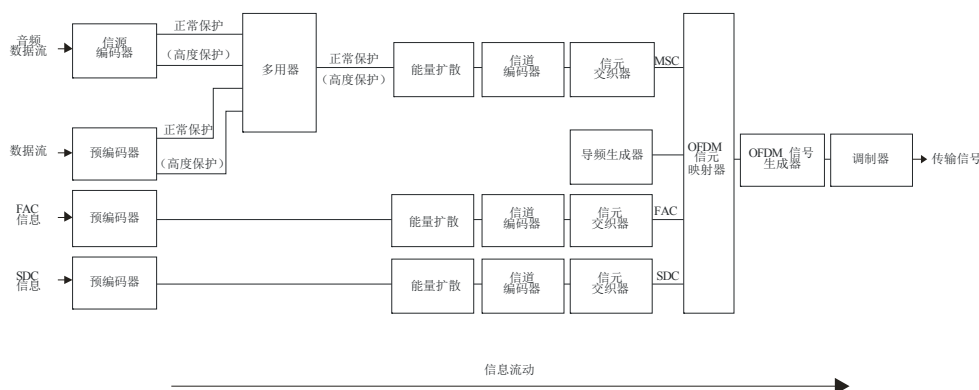 音频
数据流
信源
编码器
正常保护
(高度保护)
多用器
正常保护
(高度保护)
能量扩散
信道
编码器
信元
交织器
MSC
数据流
预编码器
正常保护
(高度保护)
导频生成器
OFDM
信元
映射器
OFDM 信号
生成器
调制器
传输信号
FAC
信息
预编码器
能量扩散
信道
编码器
信元
交织器
FAC
SDC
信息
预编码器
能量扩散
信道
编码器
信元
交织器
SDC
信息流动